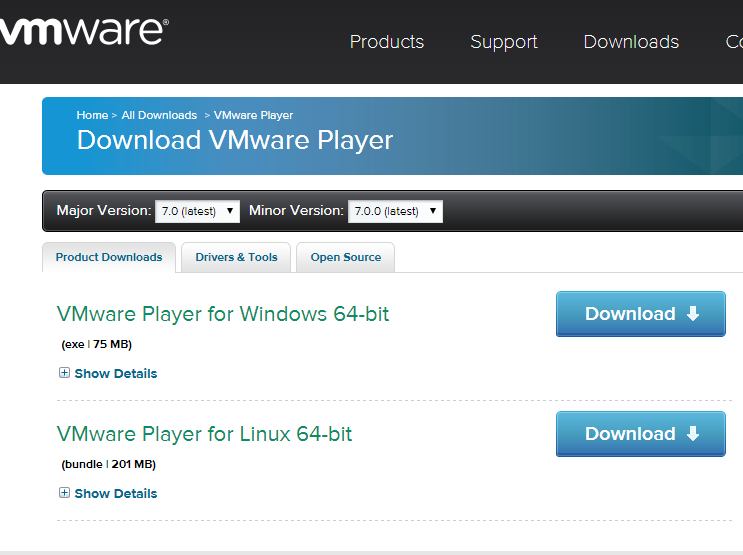 vmware®
Products Support Downloads
Home > All Downloads > VMware Player
Download VMware Player
Major Version: 7.0 (latest) Minor Version: 7.0.0 (latest)
Product Downloads Drivers & Tools Open Source
VMware Player for Windows 64-bit Download
(exe | 75 MB)
Show Details
VMware Player for Linux 64-bit Download
(bundle | 201 MB)
Show Details